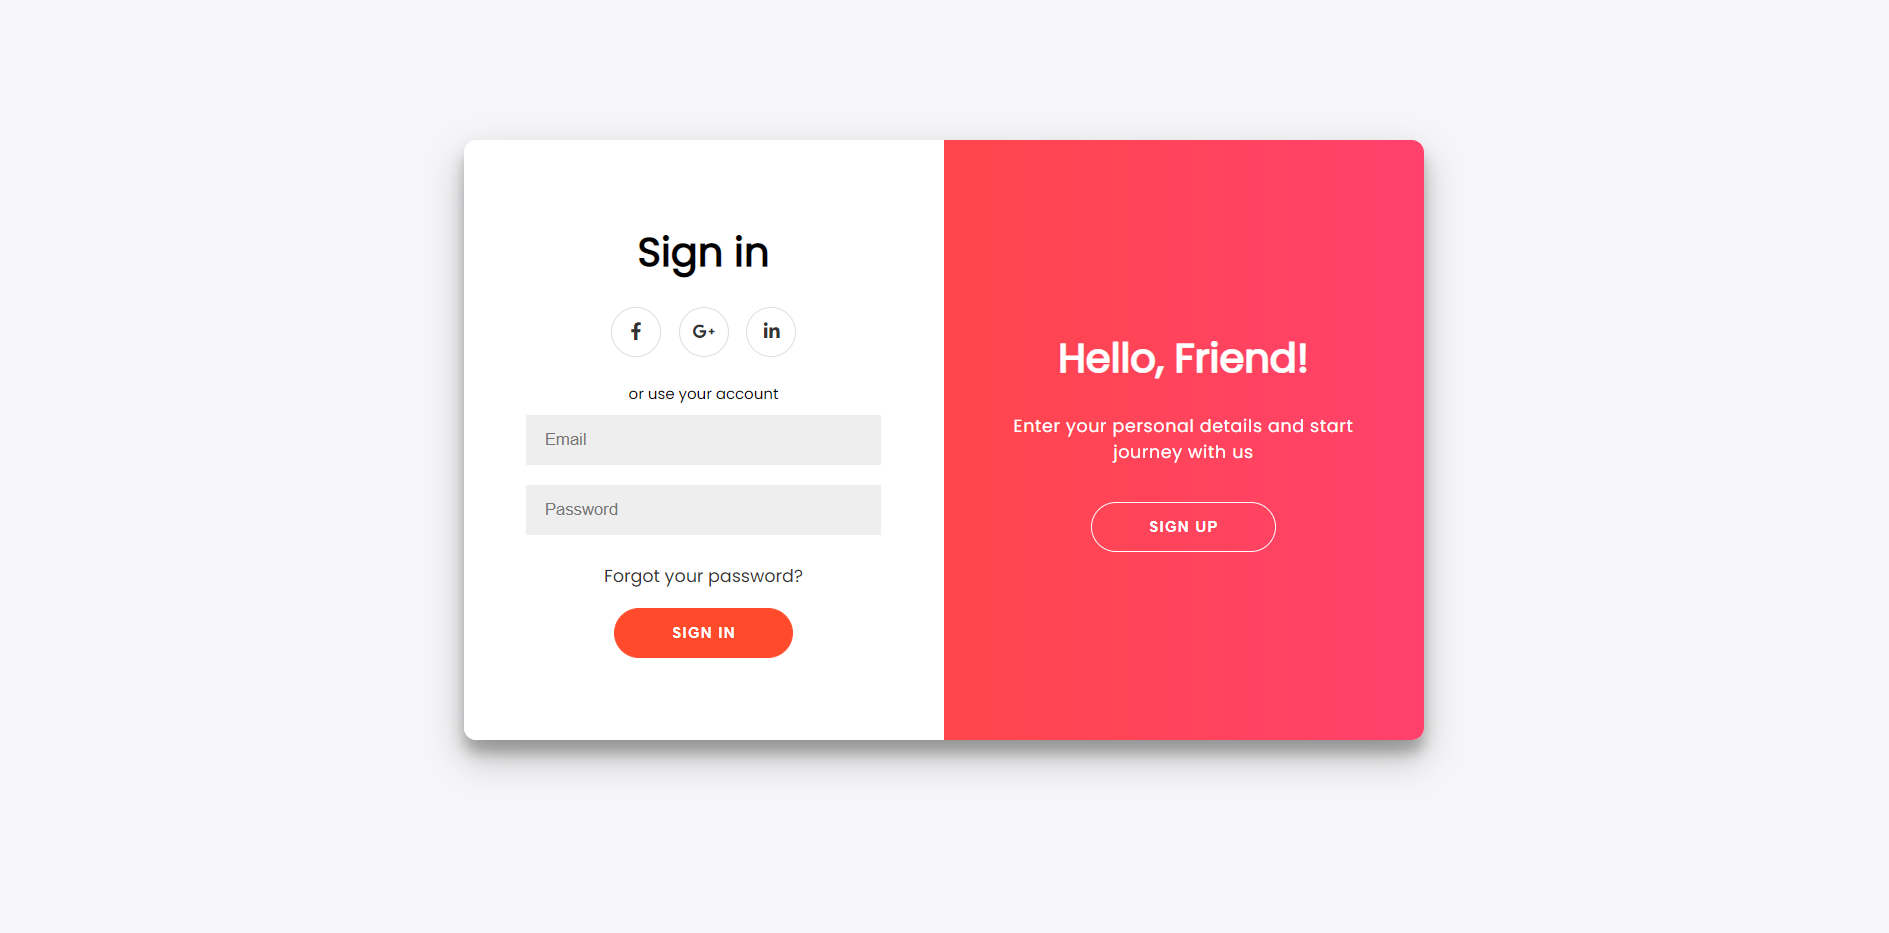 Sign in
f
G+
in
or use your account
Email
Password
Forgot your password?
SIGN IN
Hello, Friend!
Enter your personal details and start
journey with us
SIGN UP